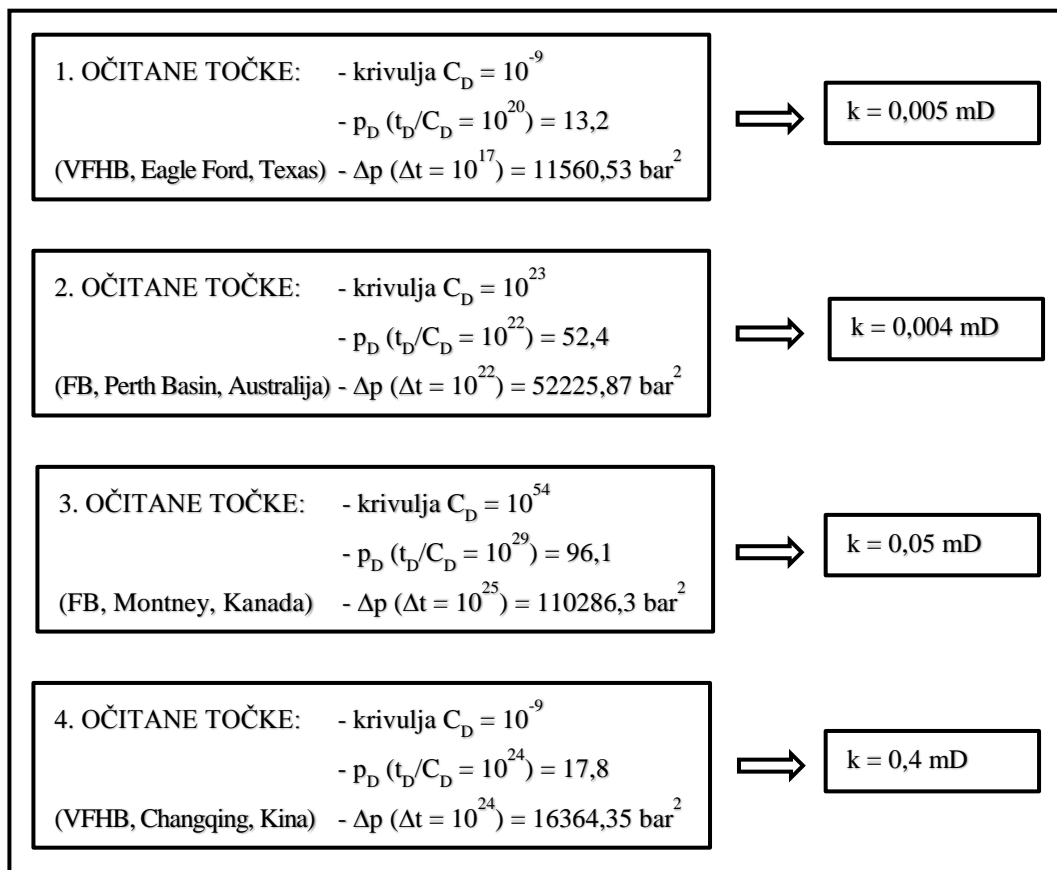 1. OČITANE TOČKE: - krivulja C_D = 10^-9
- p_D (t_D/C_D = 10^20) = 13,2
(VFHB, Eagle Ford, Texas) - Δp (Δt = 10^17) = 11560,53 bar^2
k = 0,005 mD
2. OČITANE TOČKE: - krivulja C_D = 10^23
- p_D (t_D/C_D = 10^22) = 52,4
(FB, Perth Basin, Australija) - Δp (Δt = 10^22) = 52225,87 bar^2
k = 0,004 mD
3. OČITANE TOČKE: - krivulja C_D = 10^54
- p_D (t_D/C_D = 10^29) = 96,1
(FB, Montney, Kanada) - Δp (Δt = 10^25) = 110286,3 bar^2
k = 0,05 mD
4. OČITANE TOČKE: - krivulja C_D = 10^-9
- p_D (t_D/C_D = 10^24) = 17,8
(VFHB, Changqing, Kina) - Δp (Δt = 10^24) = 16364,35 bar^2
k = 0,4 mD